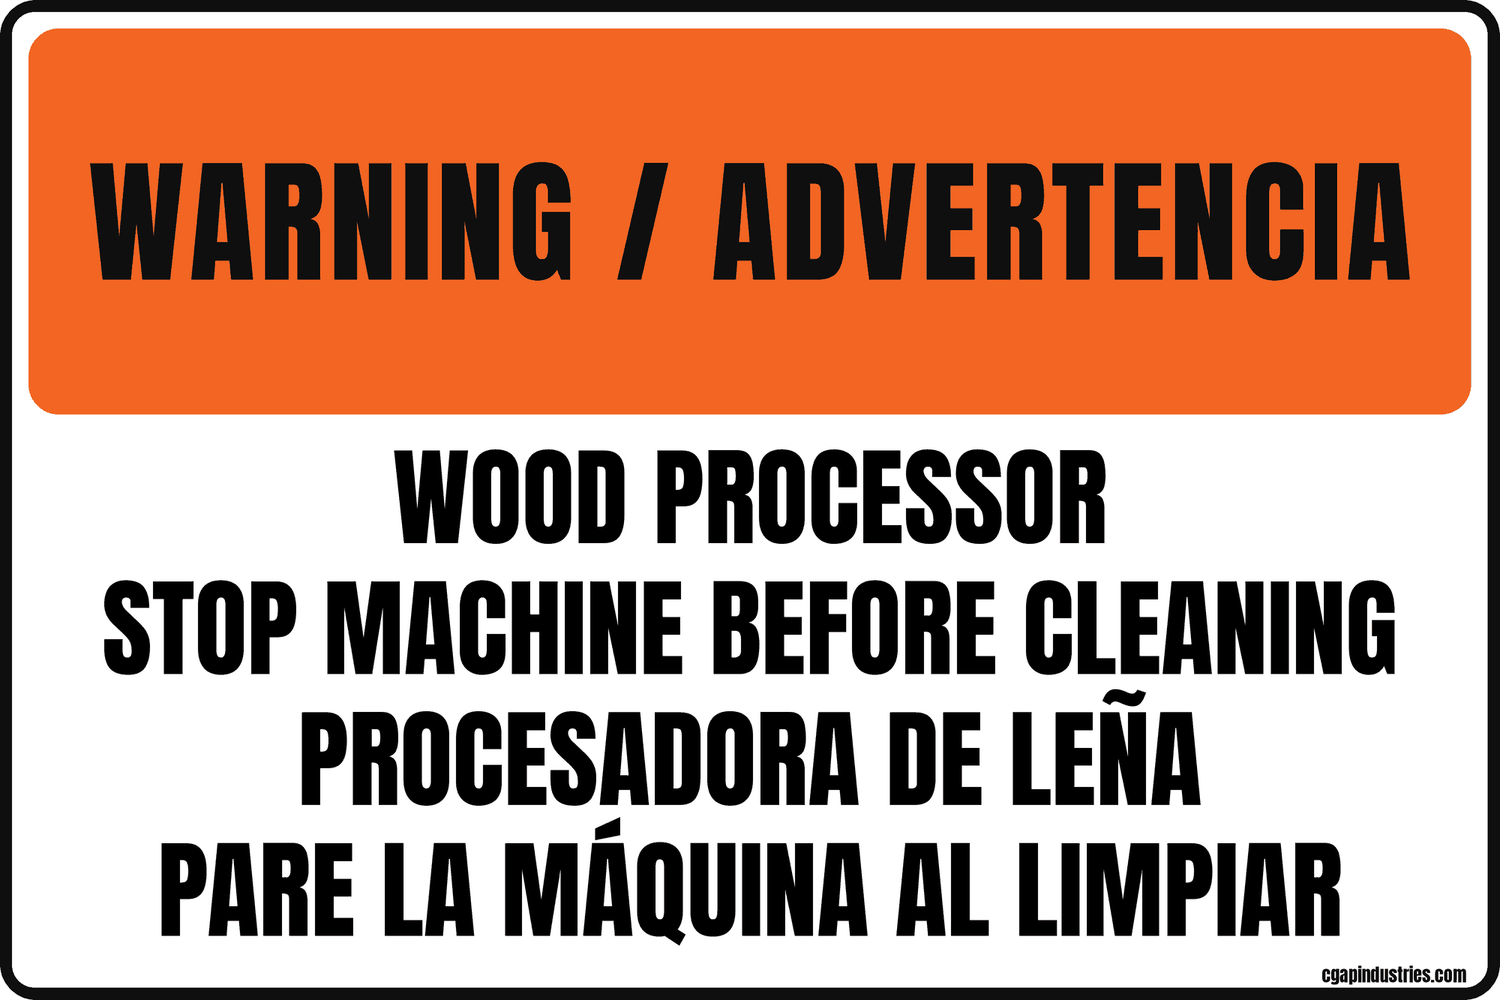 WARNING / ADVERTENCIA
WOOD PROCESSOR
STOP MACHINE BEFORE CLEANING
PROCESADORA DE LEÑA
PARE LA MÁQUINA AL LIMPIAR
cgapindustries.com